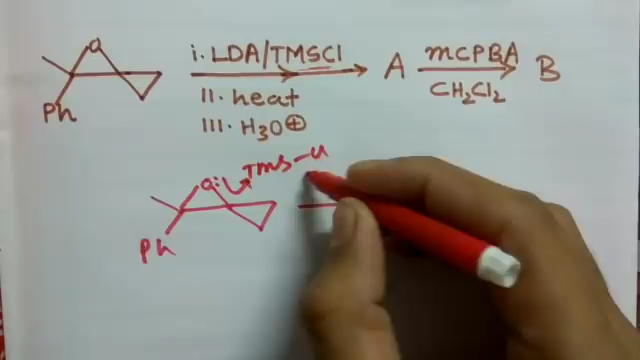 O
Ph
i. LDA/TMSCl
II. heat
III. H₃O⊕
A
mCPBA
CH₂Cl₂
B
O:
TMS-Cl
Ph